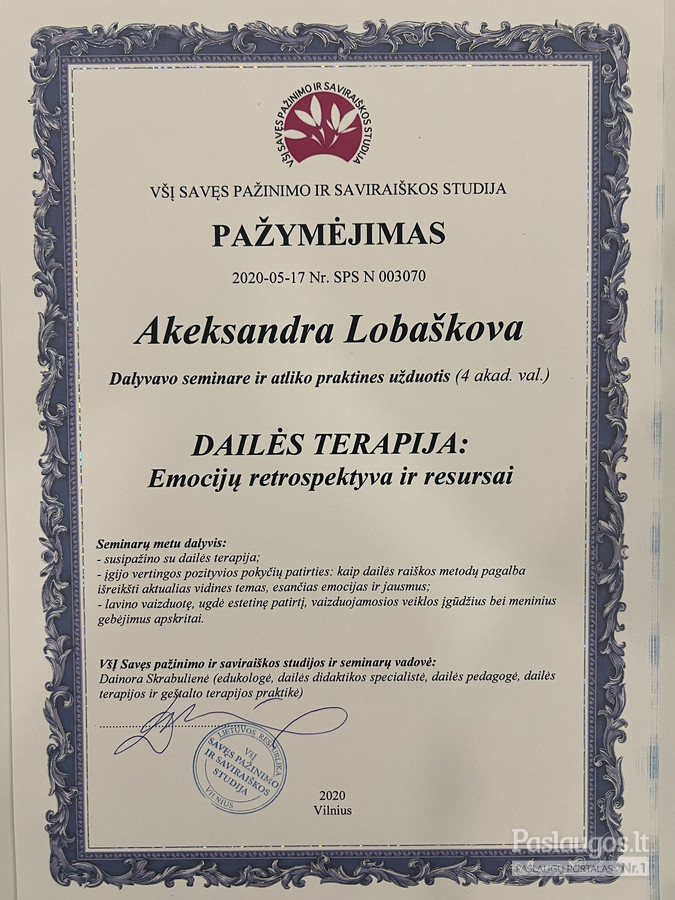 VŠĮ SAVĘS PAŽINIMO IR SAVIRAIŠKOS STUDIJA
VŠĮ SAVĘS PAŽINIMO IR SAVIRAIŠKOS STUDIJA
PAŽYMĖJIMAS
2020-05-17 Nr. SPS N 003070
Akeksandra Lobaškova
Dalyvavo seminare ir atliko praktines užduotis (4 akad. val.)
DAILĖS TERAPIJA:
Emocijų retrospektyva ir resursai
Seminarų metu dalyvis:
- susipažino su dailės terapija;
- įgijo vertingos pozityvios pokyčių patirties: kaip dailės raiškos metodų pagalba
išreikšti aktualias vidines temas, esančias emocijas ir jausmus;
- lavino vaizduotę, ugdė estetinę patirtį, vaizduojamosios veiklos įgūdžius bei meninius
gebėjimus apskritai.
VšĮ Savęs pažinimo ir saviraiškos studijos ir seminarų vadovė:
Dainora Skrabulienė (edukologė, dailės didaktikos specialistė, dailės pedagogė, dailės
terapijos ir geštalto terapijos praktikė)
LIETUVOS RESPUBLIKA
VšĮ
SAVĘS PAŽINIMO
IR SAVIRAIŠKOS
STUDIJA
VILNIUS
2020
Vilnius
Paslaugos.lt
PASLAUGŲ PORTALAS Nr.1